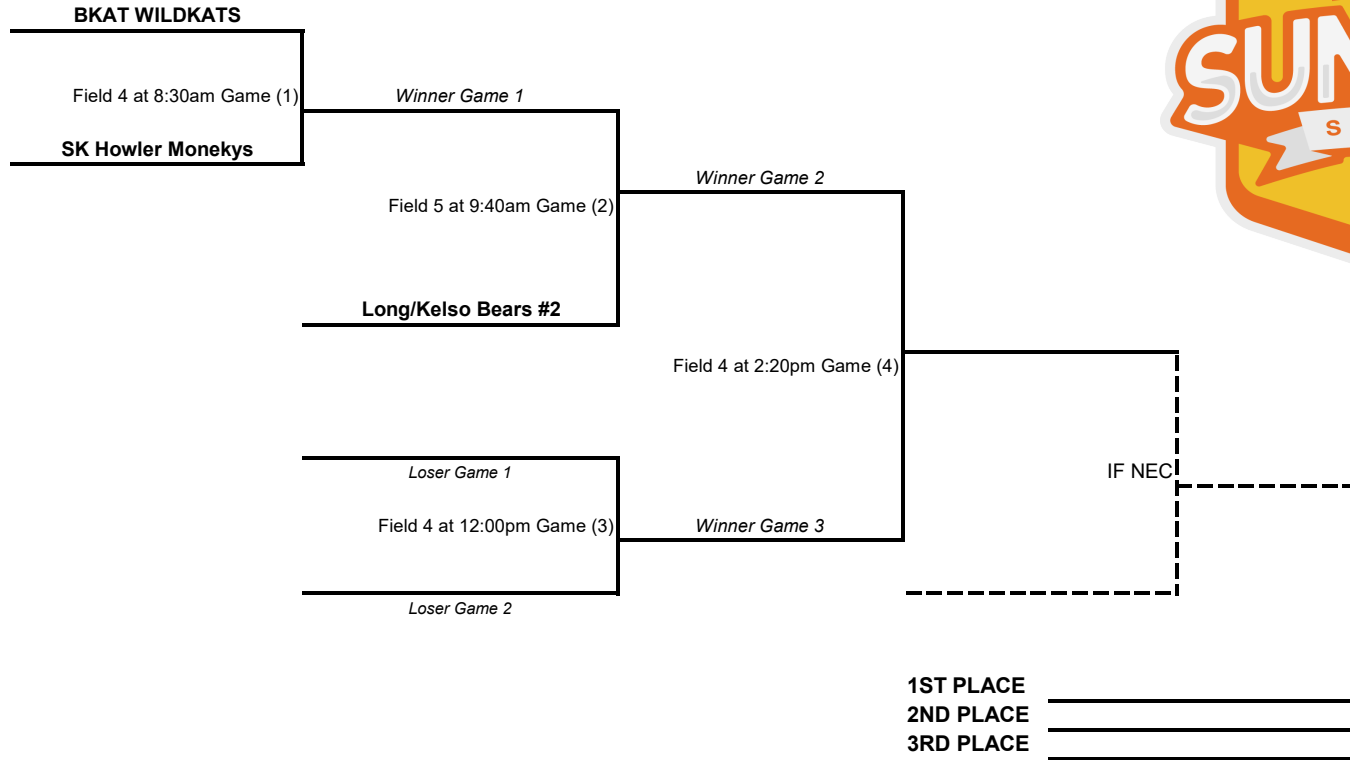 BKAT WILDKATS
Field 4 at 8:30am Game (1)
Winner Game 1
SK Howler Monekys
Winner Game 2
Field 5 at 9:40am Game (2)
Long/Kelso Bears #2
Field 4 at 2:20pm Game (4)
Loser Game 1
IF NEC
Field 4 at 12:00pm Game (3)
Winner Game 3
Loser Game 2
1ST PLACE
2ND PLACE
3RD PLACE
SUN
S